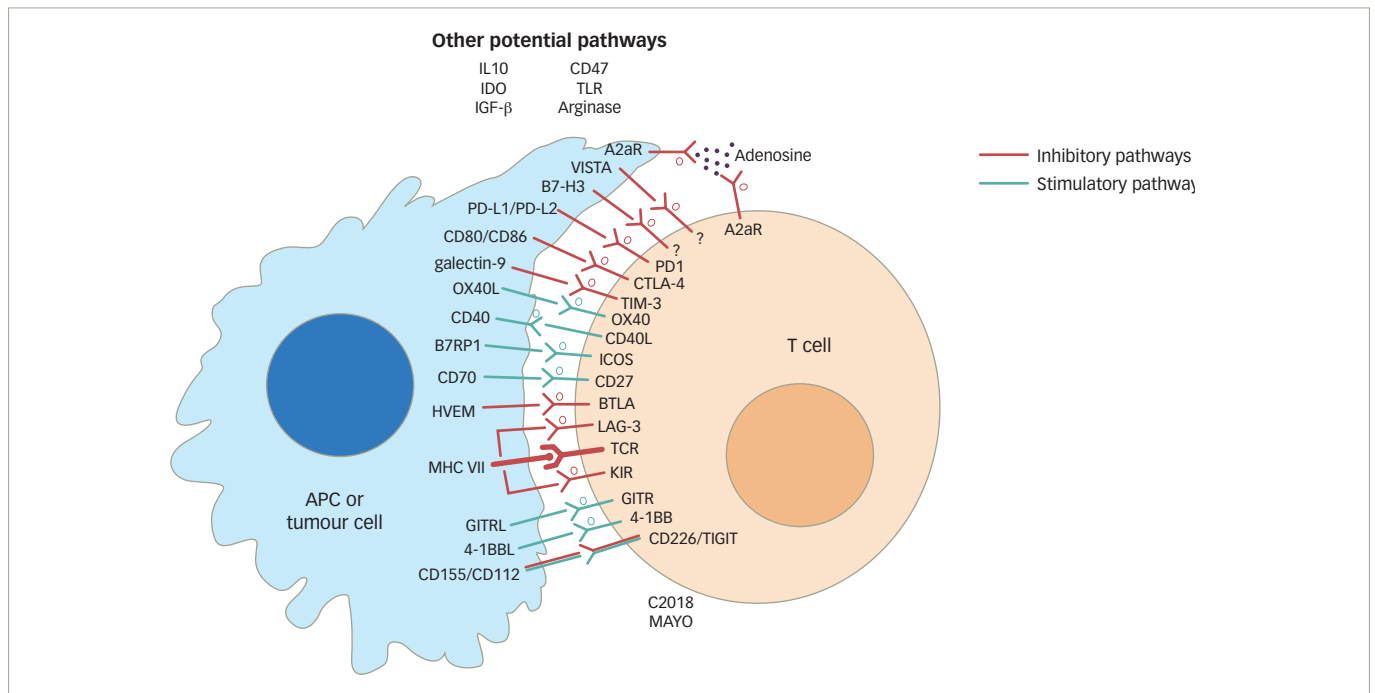 Other potential pathways
IL10 CD47
IDO TLR
IGF-β Arginase
A2aR
Adenosine
VISTA
B7-H3
PD-L1/PD-L2
CD80/CD86
galectin-9
OX40L
CD40
B7RP1
CD70
HVEM
MHC VII
GITRL
4-1BBL
CD155/CD112
A2aR
?
?
PD1
CTLA-4
TIM-3
OX40
CD40L
ICOS
CD27
BTLA
LAG-3
TCR
KIR
GITR
4-1BB
CD226/TIGIT
APC or
tumour cell
T cell
Inhibitory pathways
Stimulatory pathway
C2018
MAYO